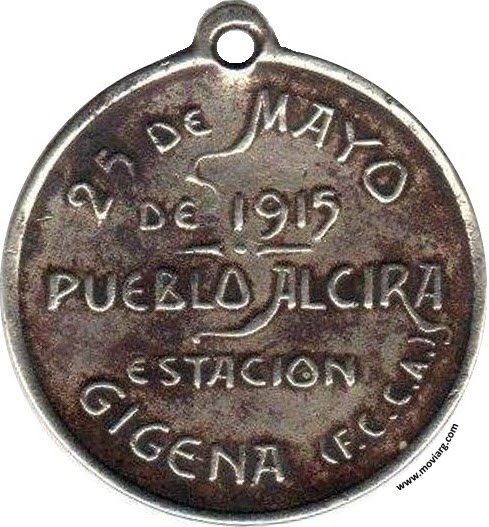 25 DE MAYO
DE 1915
PUEBLO ALCIRA
ESTACION
GIGENA (F.C.C.A.)
www.moviarg.com